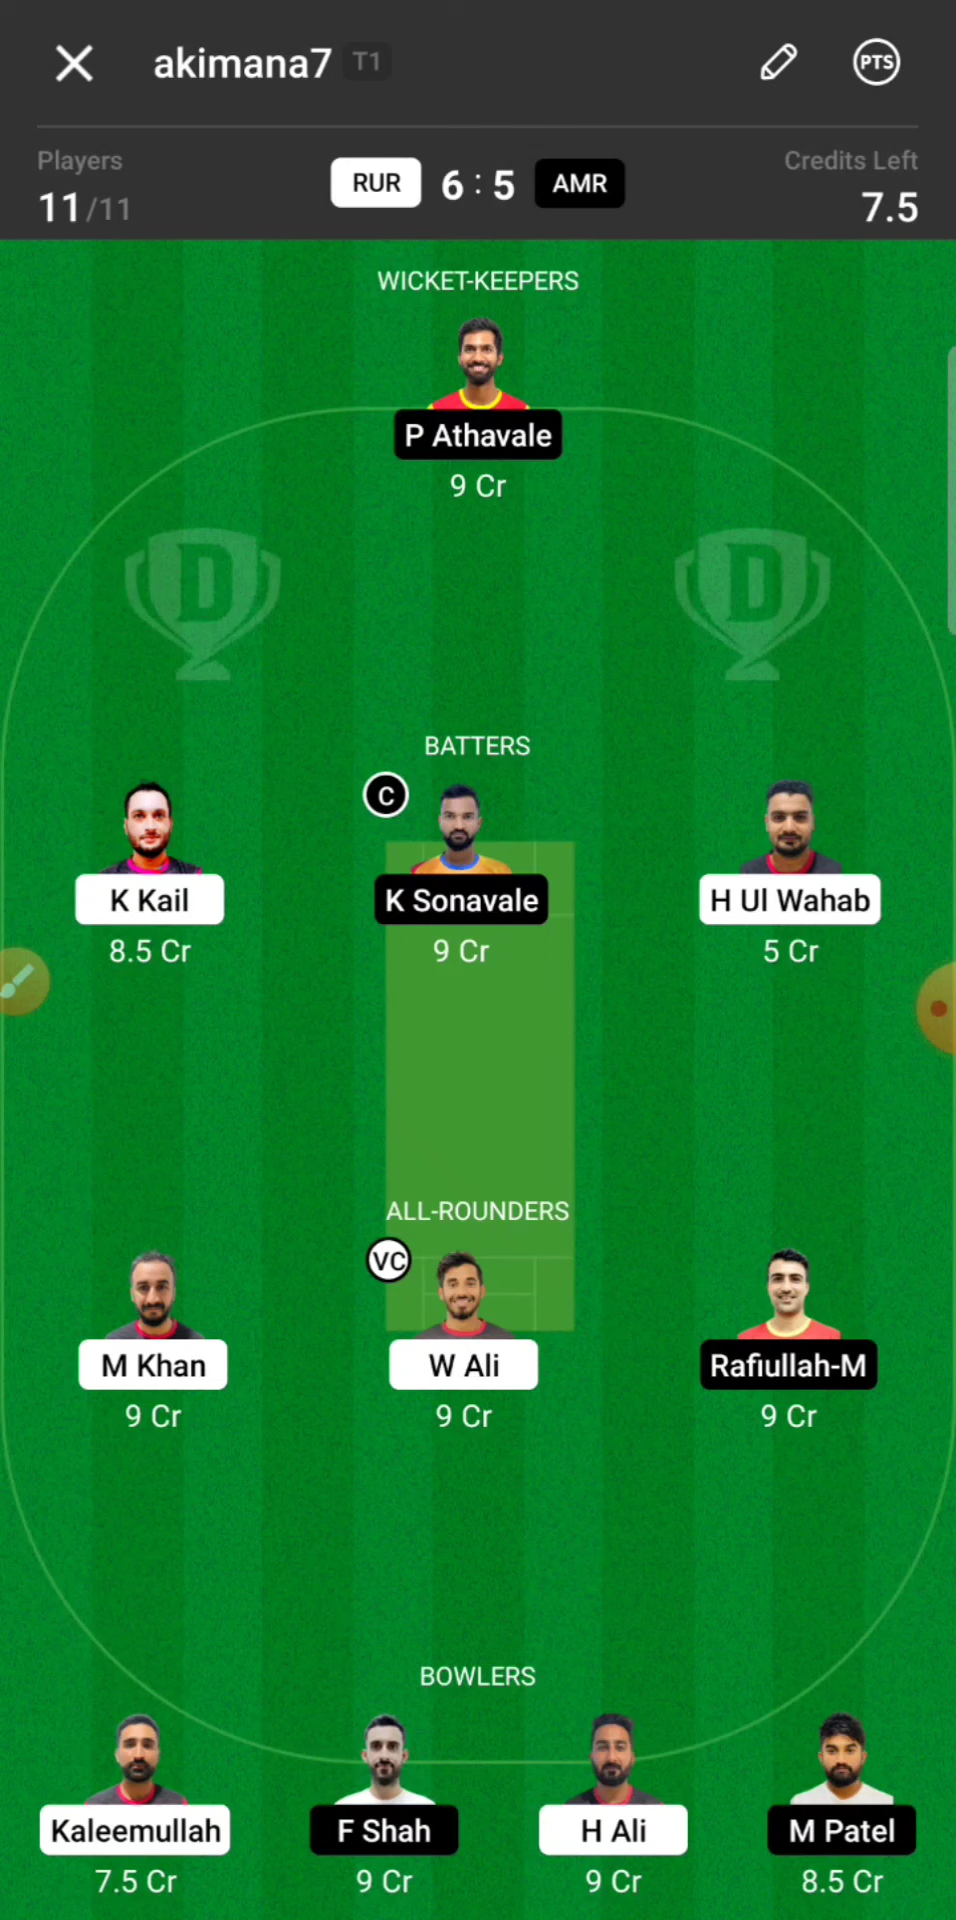 akimana7 T1
PTS
Players
RUR 6 : 5 AMR
Credits Left
11/11
7.5
WICKET-KEEPERS
P Athavale
9 Cr
D D
BATTERS
C
K Kail K Sonavale H Ul Wahab
8.5 Cr 9 Cr 5 Cr
ALL-ROUNDERS
VC
M Khan W Ali Rafiullah-M
9 Cr 9 Cr 9 Cr
BOWLERS
Kaleemullah F Shah H Ali M Patel
7.5 Cr 9 Cr 9 Cr 8.5 Cr